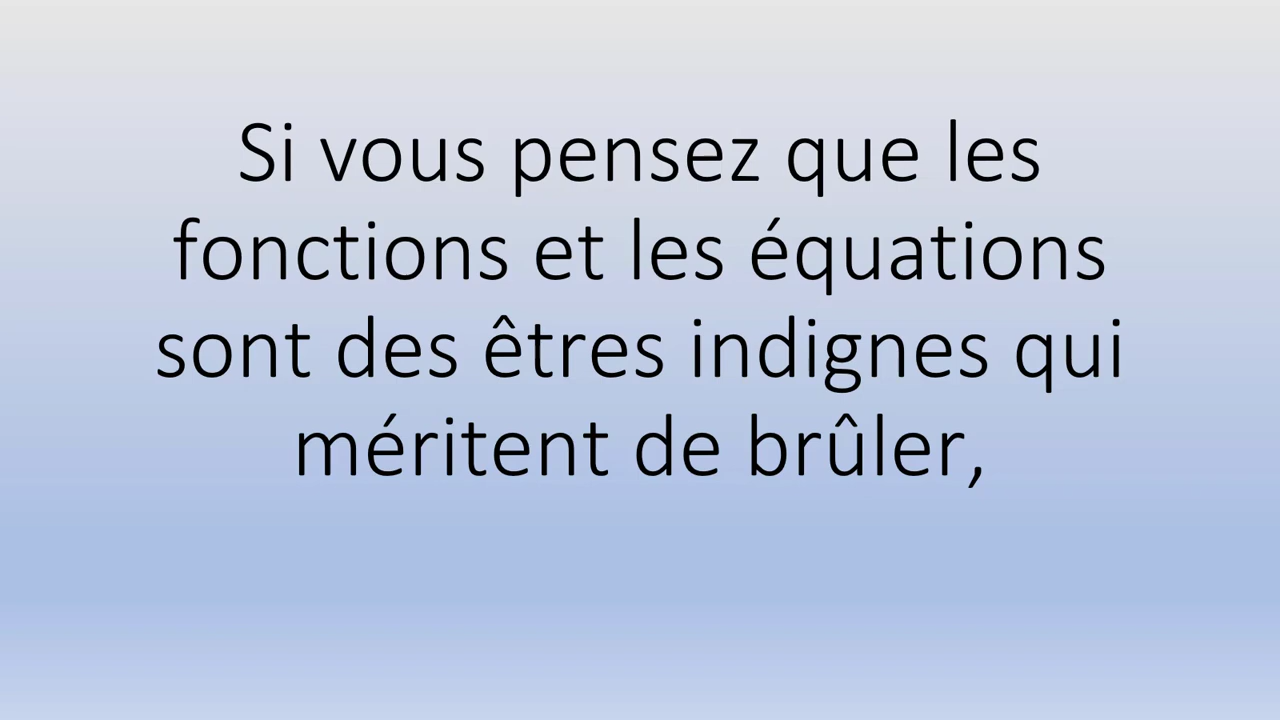 Si vous pensez que les
fonctions et les équations
sont des êtres indignes qui
méritent de brûler,